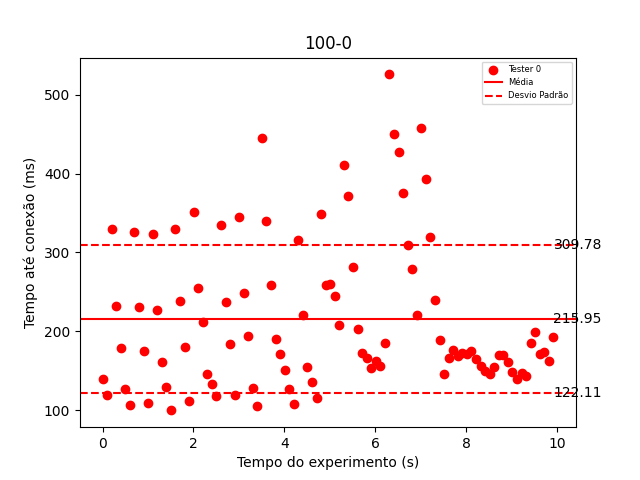 100-0
Tester 0
Média
Desvio Padrão
Tempo até conexão (ms)
500
400
300
200
100
309.78
215.95
122.11
0 2 4 6 8 10
Tempo do experimento (s)